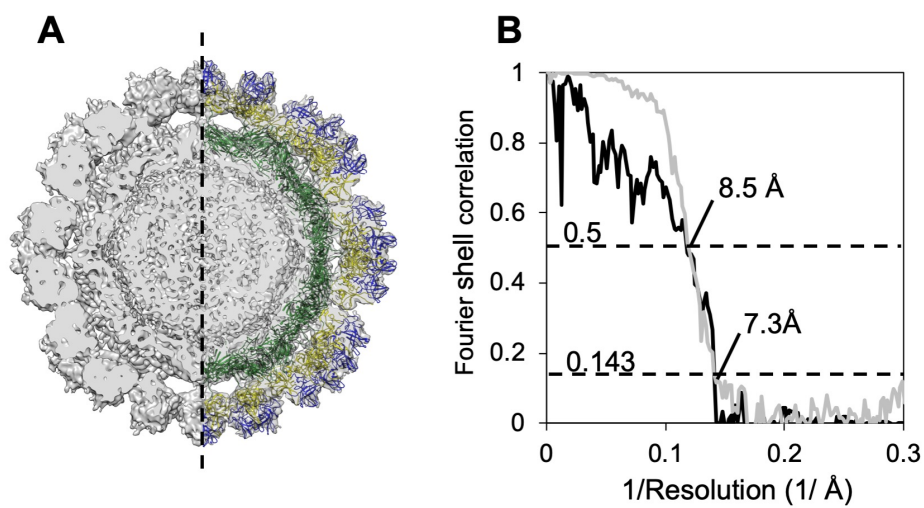 A
B
1
0.8
0.6
0.4
0.2
0
Fourier shell correlation
8.5 Å
0.5
7.3Å
0.143
0
0.1
0.2
0.3
1/Resolution (1/ Å)